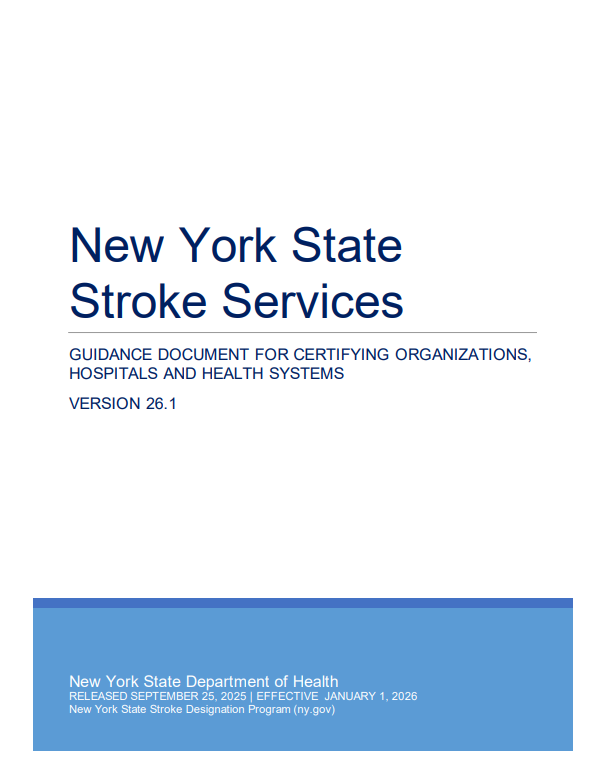 New York State
Stroke Services
GUIDANCE DOCUMENT FOR CERTIFYING ORGANIZATIONS,
HOSPITALS AND HEALTH SYSTEMS
VERSION 26.1
New York State Department of Health
RELEASED SEPTEMBER 25, 2025 | EFFECTIVE JANUARY 1, 2026
New York State Stroke Designation Program (ny.gov)